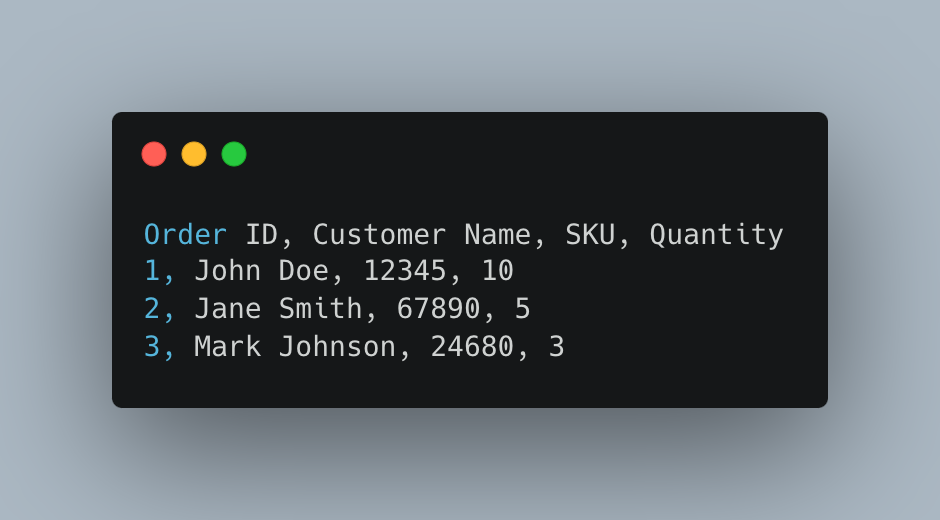 Order ID, Customer Name, SKU, Quantity
1, John Doe, 12345, 10
2, Jane Smith, 67890, 5
3, Mark Johnson, 24680, 3